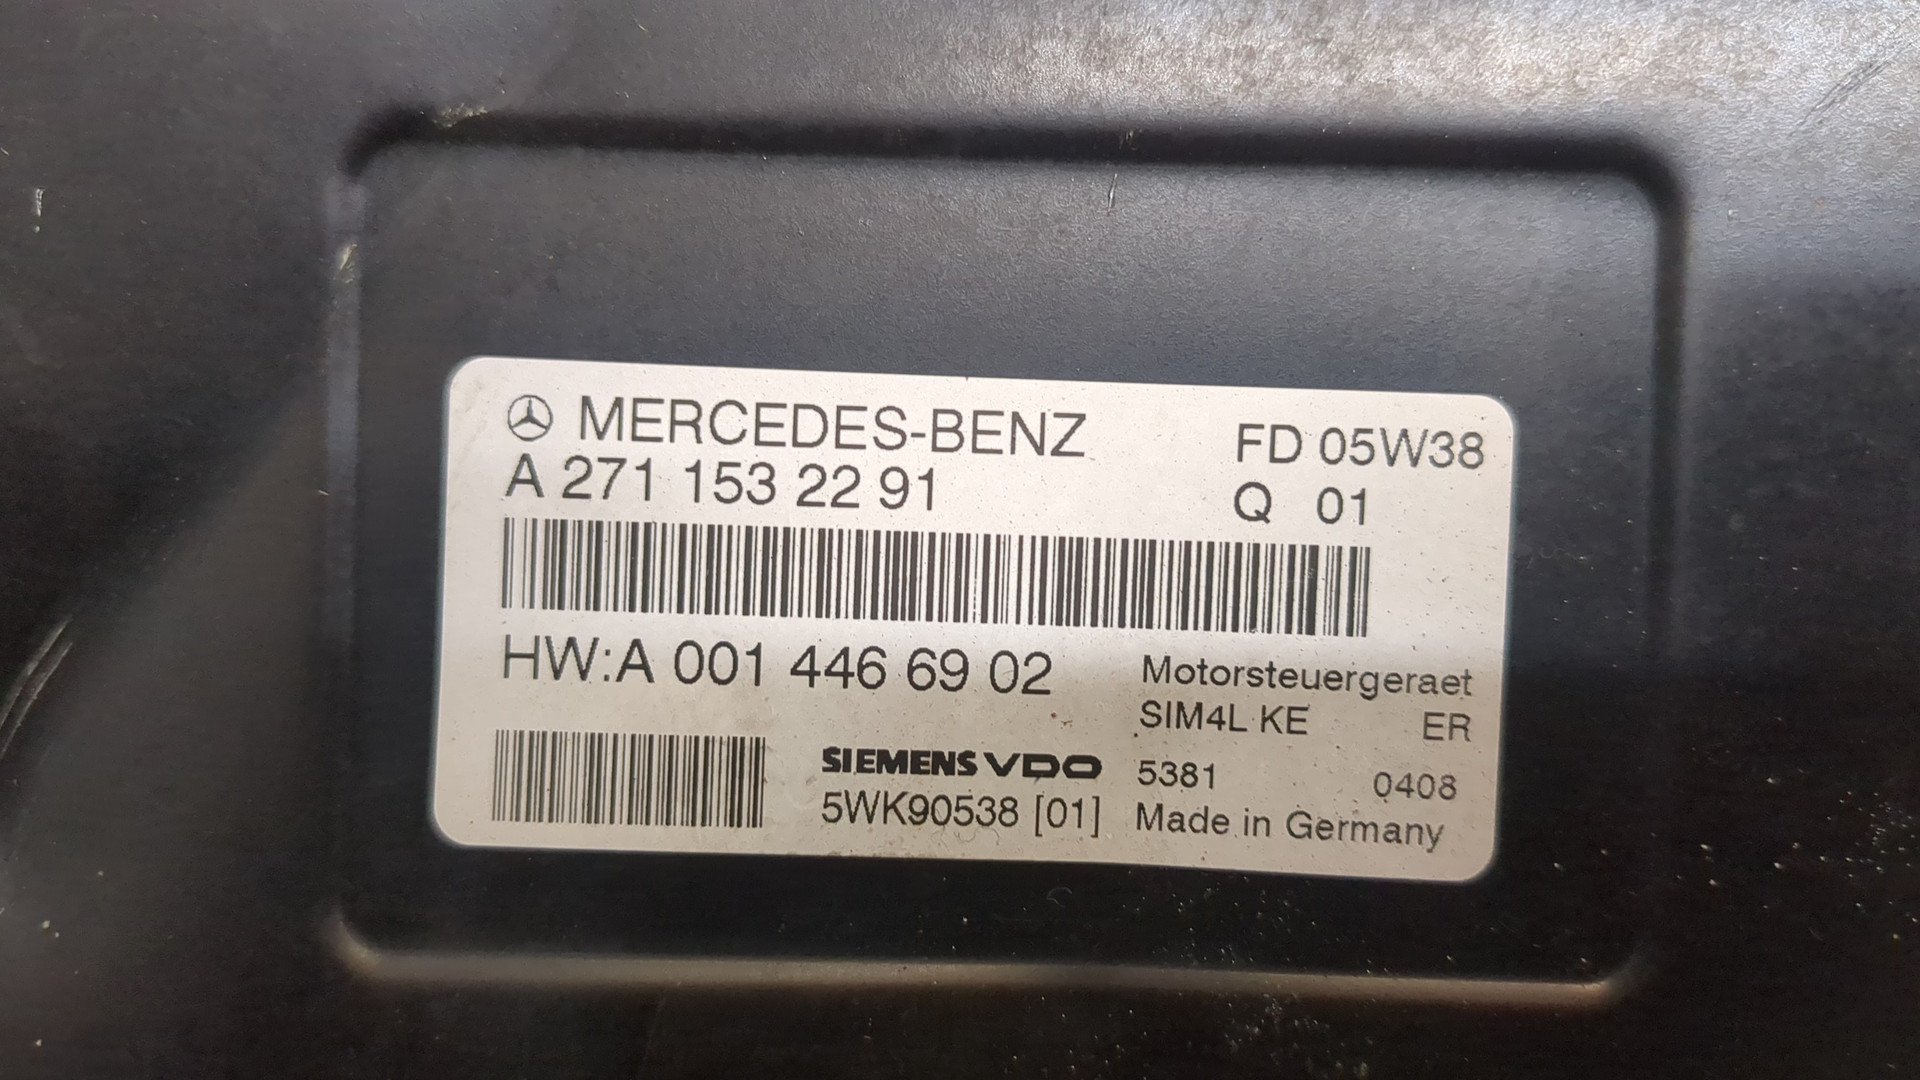 MERCEDES-BENZ FD 05W38
A 271 153 22 91 Q 01
HW:A 001 446 69 02
Motorsteuergeraet
SIM4L KE ER
SIEMENS VDO 5381 0408
5WK90538 [01] Made in Germany